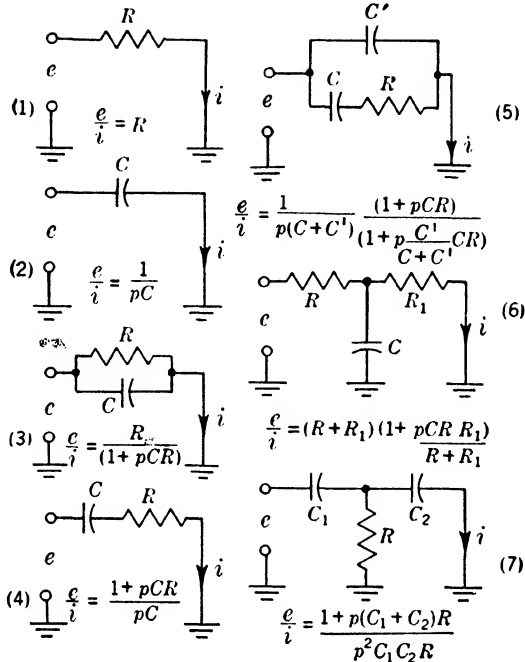 R
e
i
(1)
e/i = R
C
c
i
(2)
e/i = 1/pC
R
C
c
i
(3)
c/i = R/(1+pCR)
C R
e
i
(4)
e/i = (1+pCR)/pC
C'
C R
e
i
(5)
e/i = 1/p(C+C') (1+pCR)/(1+p C'/C+C' CR)
R R₁
C
c
i
(6)
e/i = (R+R₁)(1+ pCR R₁)/R+R₁
C₁ C₂
R
c
i
(7)
e/i = 1+p(C₁+C₂)R/p²C₁C₂R